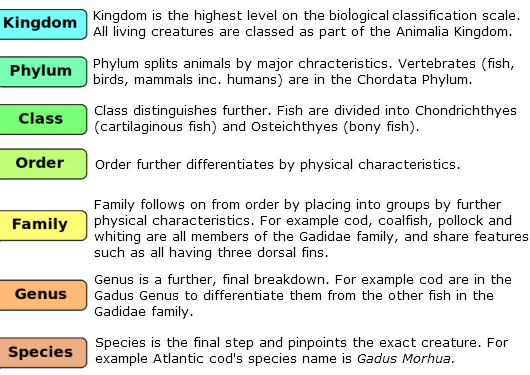 Kingdom
Kingdom is the highest level on the biological classification scale.
All living creatures are classed as part of the Animalia Kingdom.
Phylum
Phylum splits animals by major chracteristics. Vertebrates (fish,
birds, mammals inc. humans) are in the Chordata Phylum.
Class
Class distinguishes further. Fish are divided into Chondrichthyes
(cartilaginous fish) and Osteichthyes (bony fish).
Order
Order further differentiates by physical characteristics.
Family
Family follows on from order by placing into groups by further
physical characteristics. For example cod, coalfish, pollock and
whiting are all members of the Gadidae family, and share features
such as all having three dorsal fins.
Genus
Genus is a further, final breakdown. For example cod are in the
Gadus Genus to differentiate them from the other fish in the
Gadidae family.
Species
Species is the final step and pinpoints the exact creature. For
example Atlantic cod's species name is Gadus Morhua.